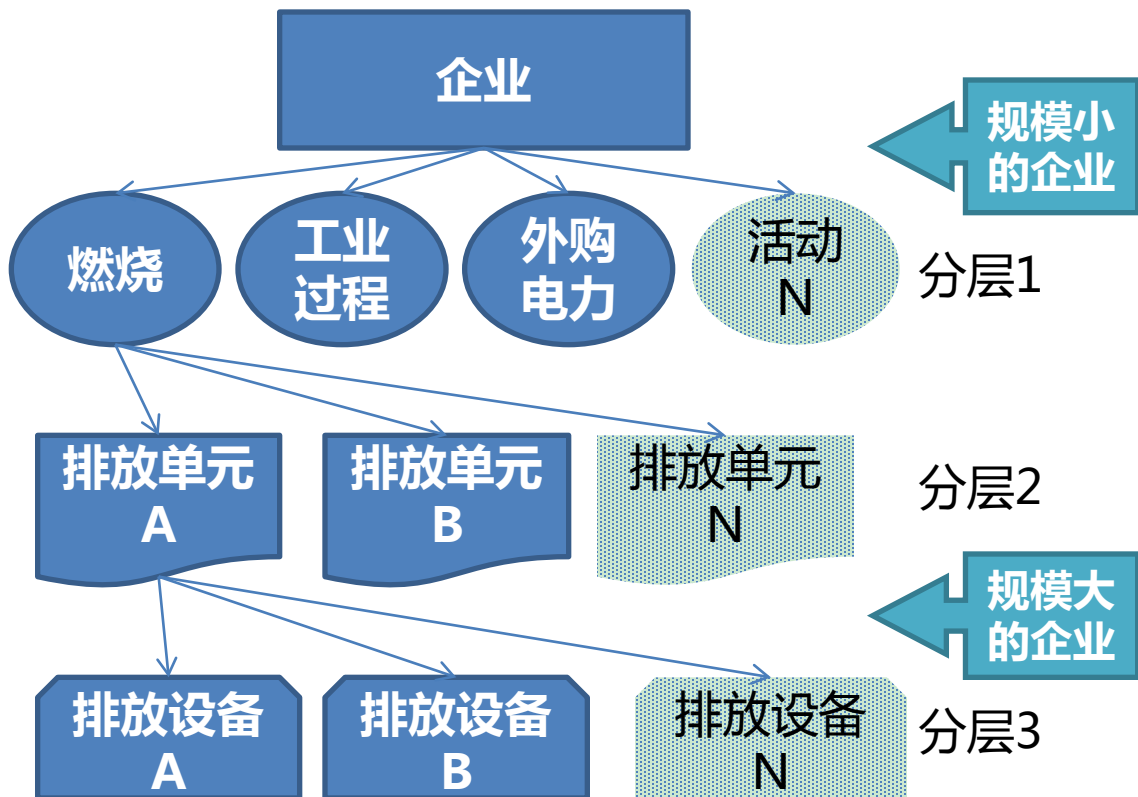 企业
规模小
的企业
燃烧
工业
过程
外购
电力
活动
N
分层1
排放单元
A
排放单元
B
排放单元
N
分层2
规模大
的企业
排放设备
A
排放设备
B
排放设备
N
分层3